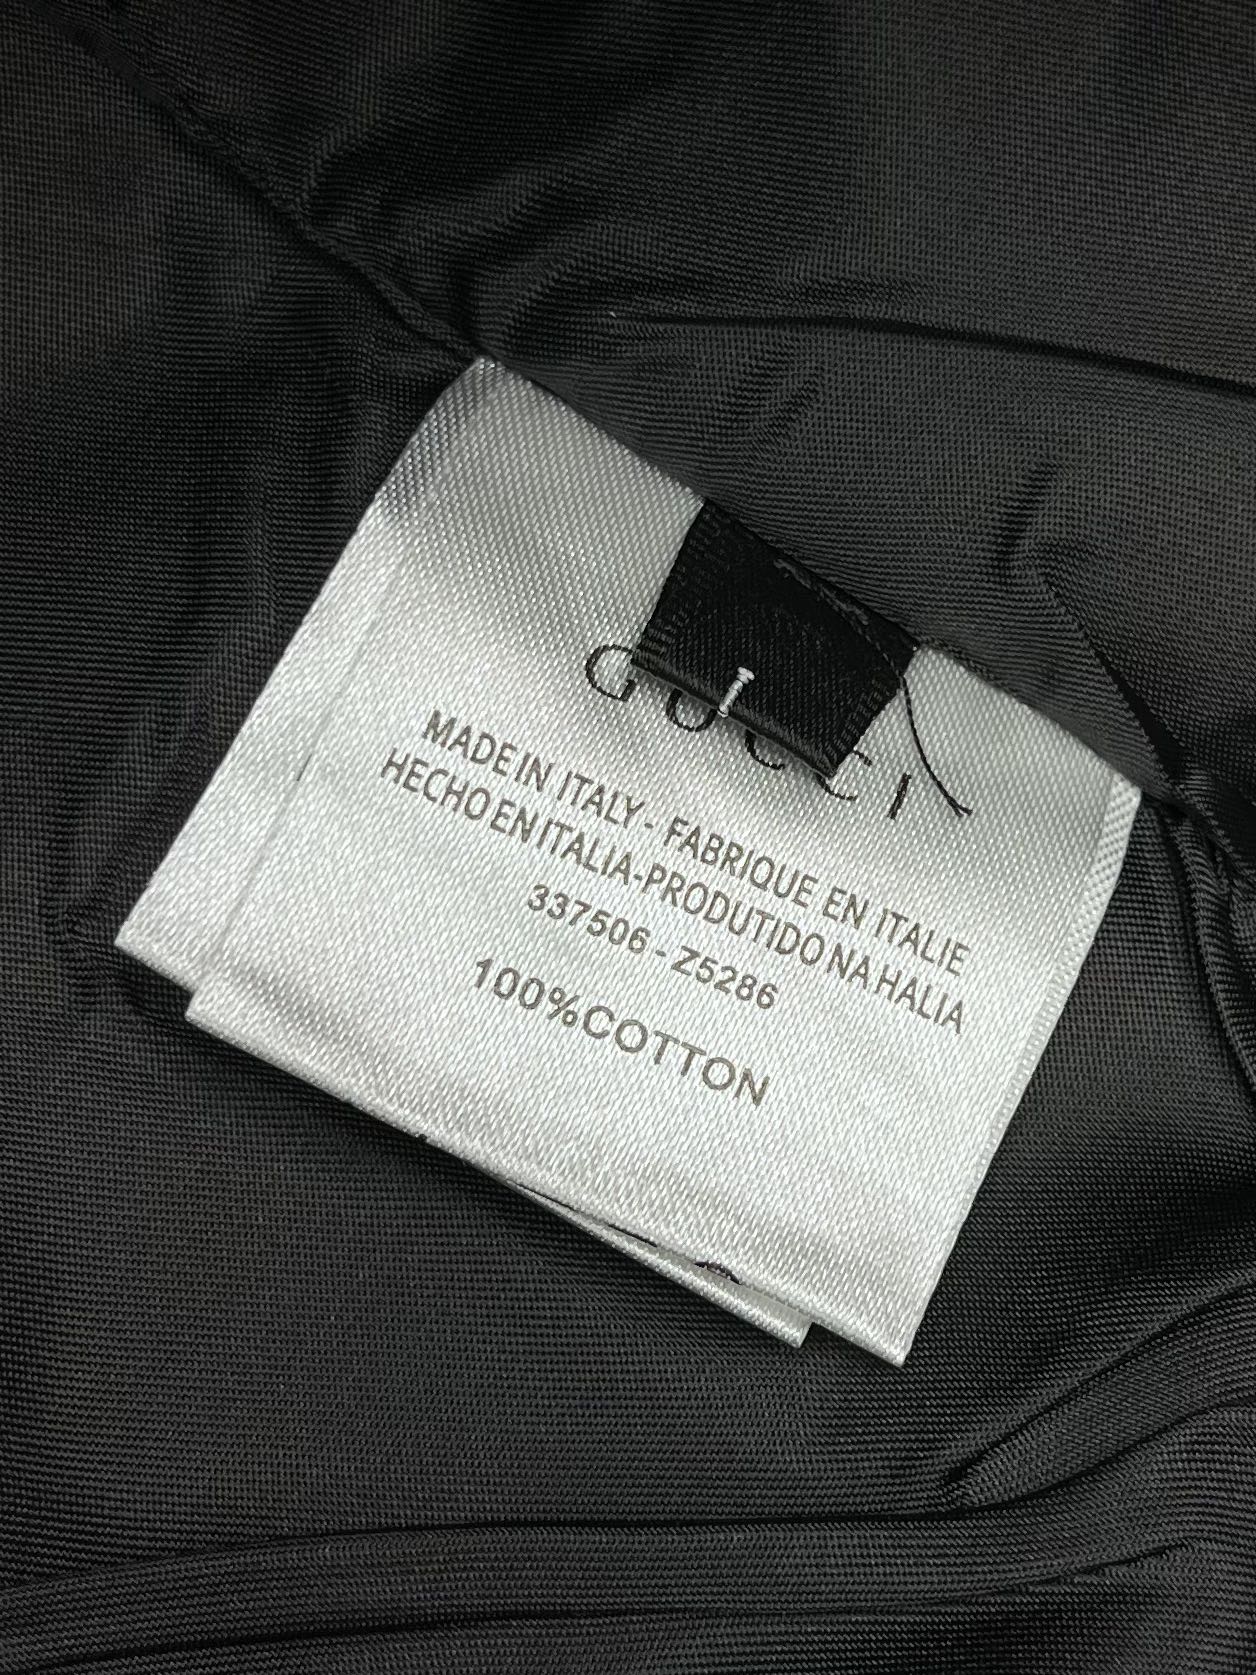 GUCCI
MADE IN ITALY - FABRIQUE EN ITALIE
HECHO EN ITALIA-PRODUTIDO NA HALIA
337506 - Z5286
100%COTTON